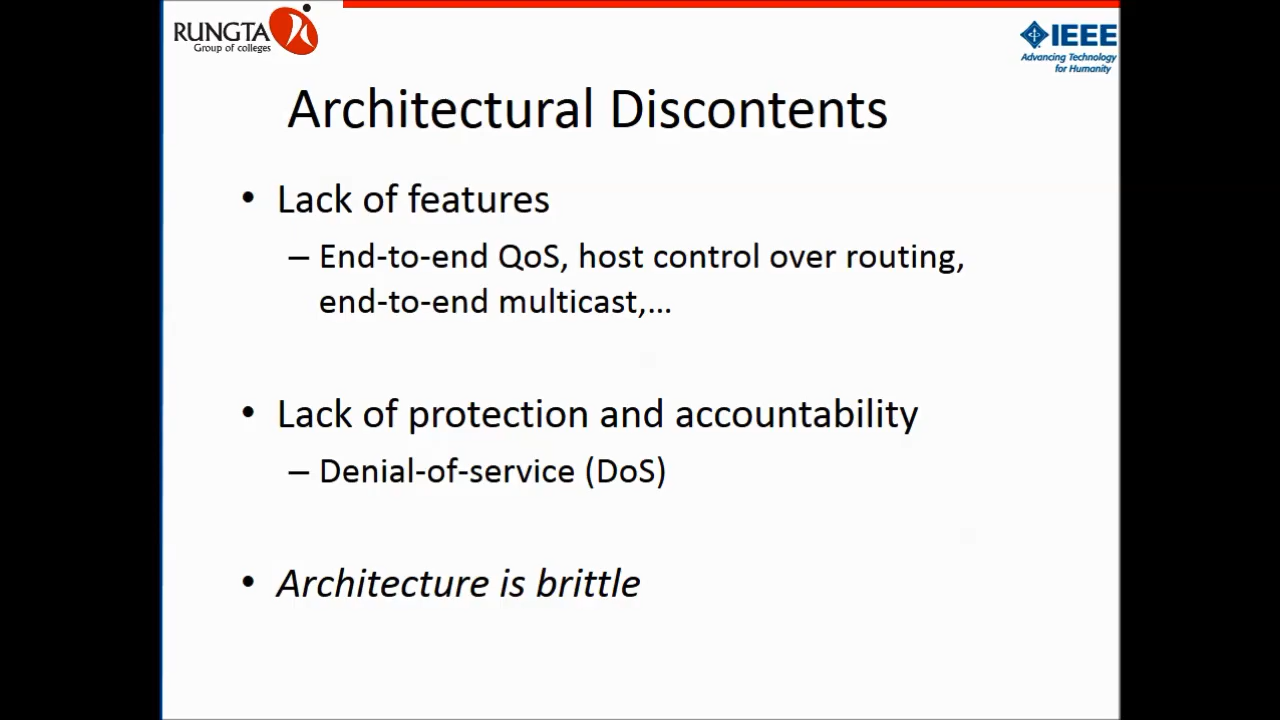 RUNGTA
Group of colleges
IEEE
Advancing Technology
for Humanity
Architectural Discontents
• Lack of features
– End-to-end QoS, host control over routing,
end-to-end multicast,...
• Lack of protection and accountability
– Denial-of-service (DoS)
• Architecture is brittle